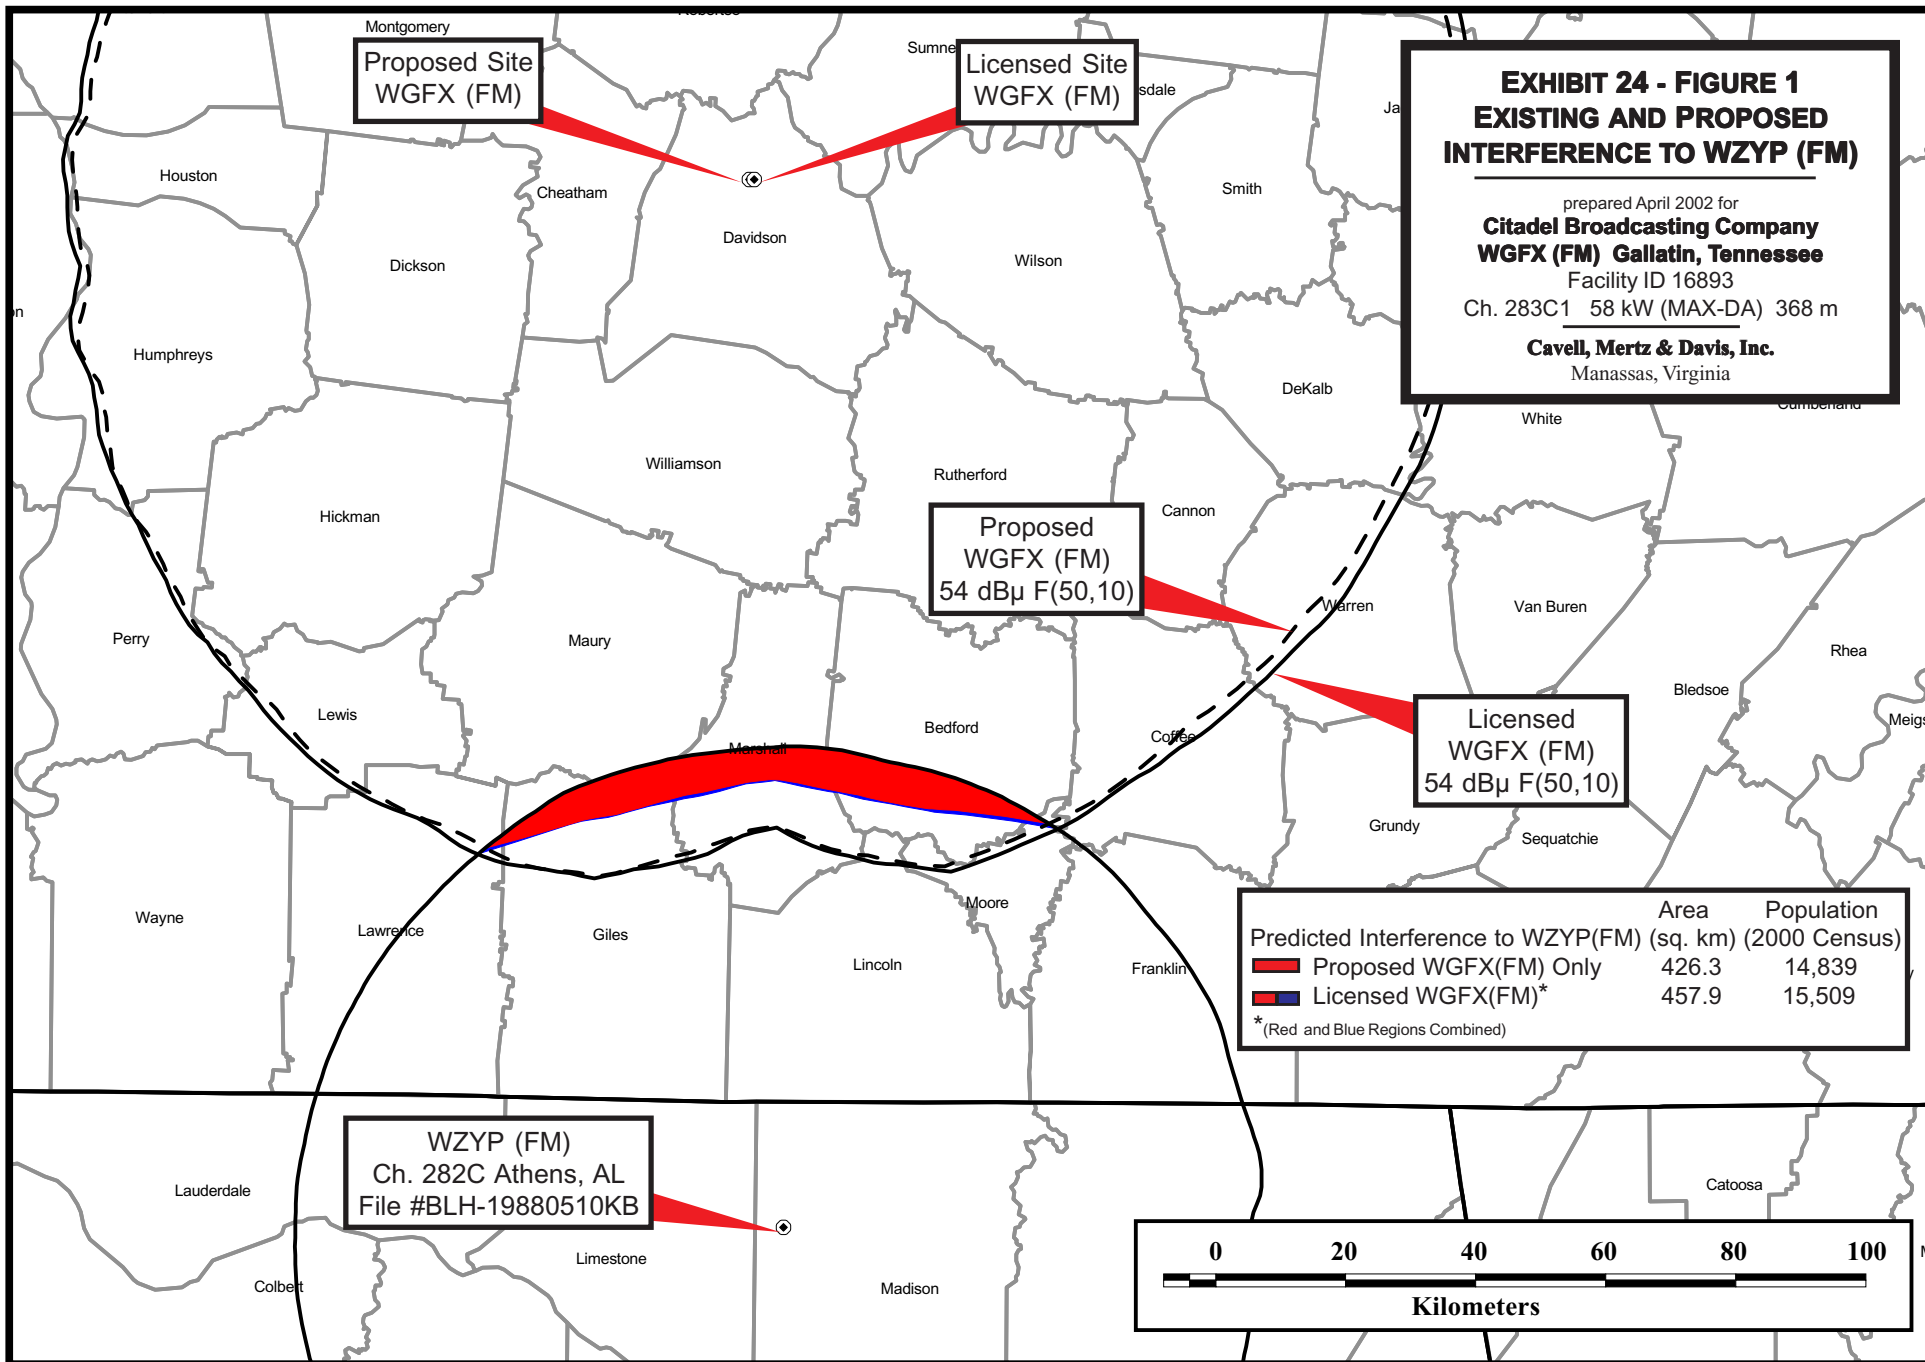 Montgomery
Proposed Site
WGFX (FM)
Licensed Site
WGFX (FM)
EXHIBIT 24 - FIGURE 1
EXISTING AND PROPOSED
INTERFERENCE TO WZYP (FM)
prepared April 2002 for
Citadel Broadcasting Company
WGFX (FM) Gallatin, Tennessee
Facility ID 16893
Ch. 283C1 58 kW (MAX-DA) 368 m
Cavell, Mertz & Davis, Inc.
Manassas, Virginia
Houston
Cheatham
Smith
Davidson
Dickson
Wilson
Humphreys
DeKalb
White
Cumberland
Williamson
Rutherford
Hickman
Cannon
Proposed
WGFX (FM)
54 dBµ F(50,10)
Warren
Van Buren
Perry
Maury
Rhea
Lewis
Bledsoe
Bedford
Marshall
Coffee
Licensed
WGFX (FM)
54 dBµ F(50,10)
Grundy
Sequatchie
Wayne
Lawrence
Giles
Moore
Lincoln
Franklin
Area Population
Predicted Interference to WZYP(FM) (sq. km) (2000 Census)
Proposed WGFX(FM) Only 426.3 14,839
Licensed WGFX(FM)* 457.9 15,509
*(Red and Blue Regions Combined)
WZYP (FM)
Ch. 282C Athens, AL
File #BLH-19880510KB
Lauderdale
Catoosa
Limestone
Colbert
Madison
0 20 40 60 80 100
Kilometers